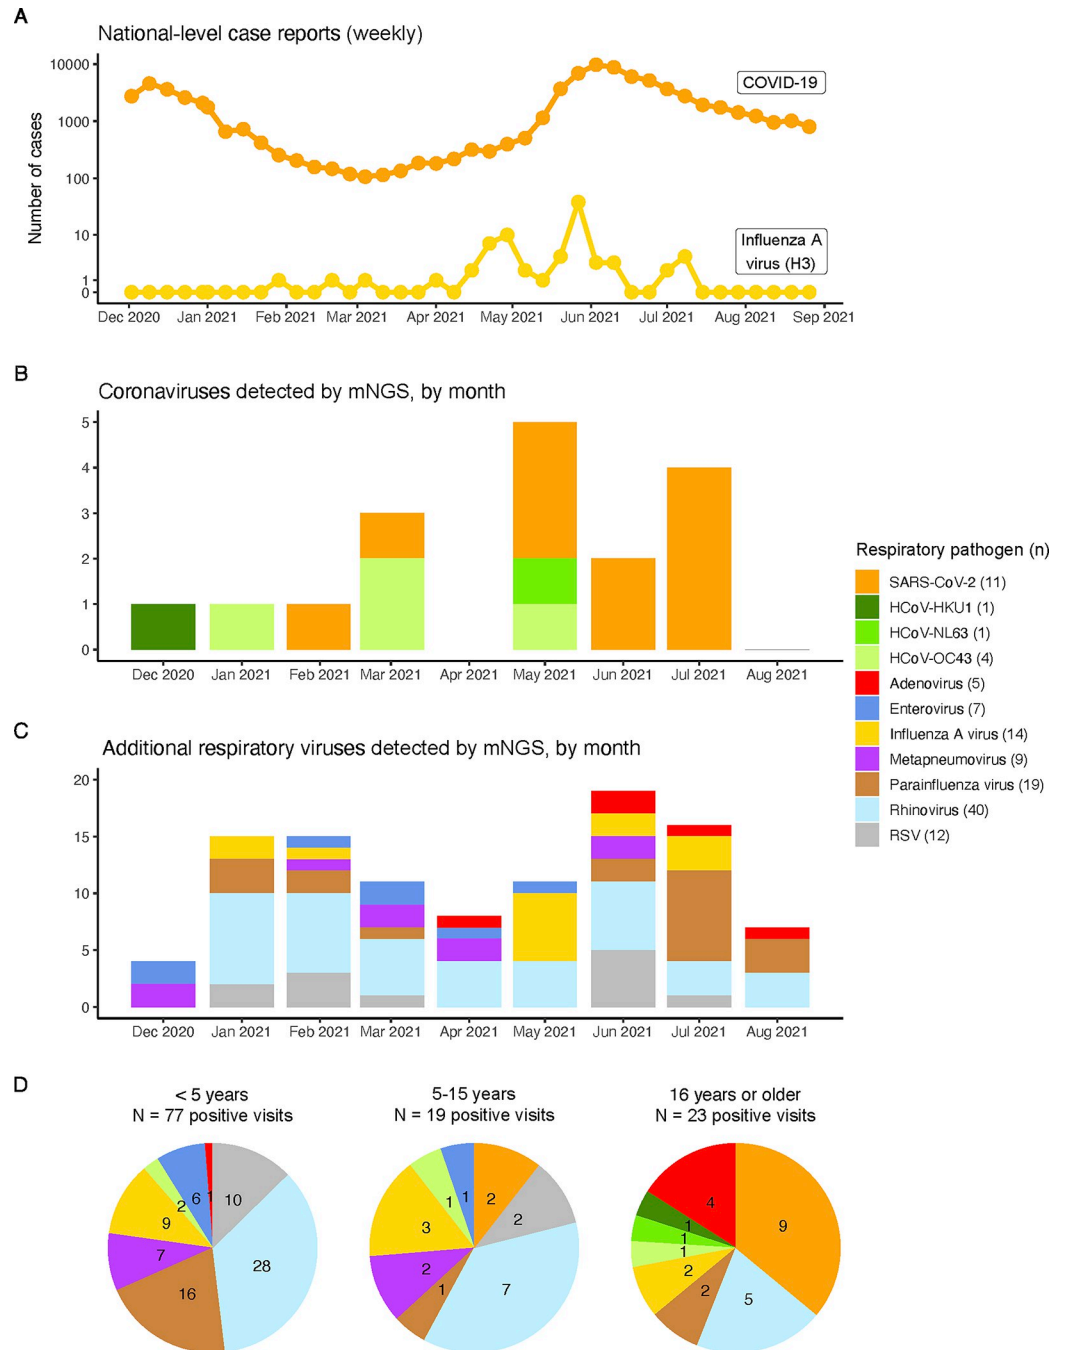 A
National-level case reports (weekly)
Number of cases
10000
1000
100
10
1
0
COVID-19
Influenza A
virus (H3)
Dec 2020 Jan 2021 Feb 2021 Mar 2021 Apr 2021 May 2021 Jun 2021 Jul 2021 Aug 2021 Sep 2021
B
Coronaviruses detected by mNGS, by month
5
4
3
2
1
0
Dec 2020 Jan 2021 Feb 2021 Mar 2021 Apr 2021 May 2021 Jun 2021 Jul 2021 Aug 2021
Respiratory pathogen (n)
SARS-CoV-2 (11)
HCoV-HKU1 (1)
HCoV-NL63 (1)
HCoV-OC43 (4)
Adenovirus (5)
Enterovirus (7)
Influenza A virus (14)
Metapneumovirus (9)
Parainfluenza virus (19)
Rhinovirus (40)
RSV (12)
C
Additional respiratory viruses detected by mNGS, by month
20
15
10
5
0
Dec 2020 Jan 2021 Feb 2021 Mar 2021 Apr 2021 May 2021 Jun 2021 Jul 2021 Aug 2021
D
< 5 years
N = 77 positive visits
10
28
16
7
9
2
6
1
5-15 years
N = 19 positive visits
2
2
7
1
2
3
1
1
16 years or older
N = 23 positive visits
9
5
2
2
1
1
1
4